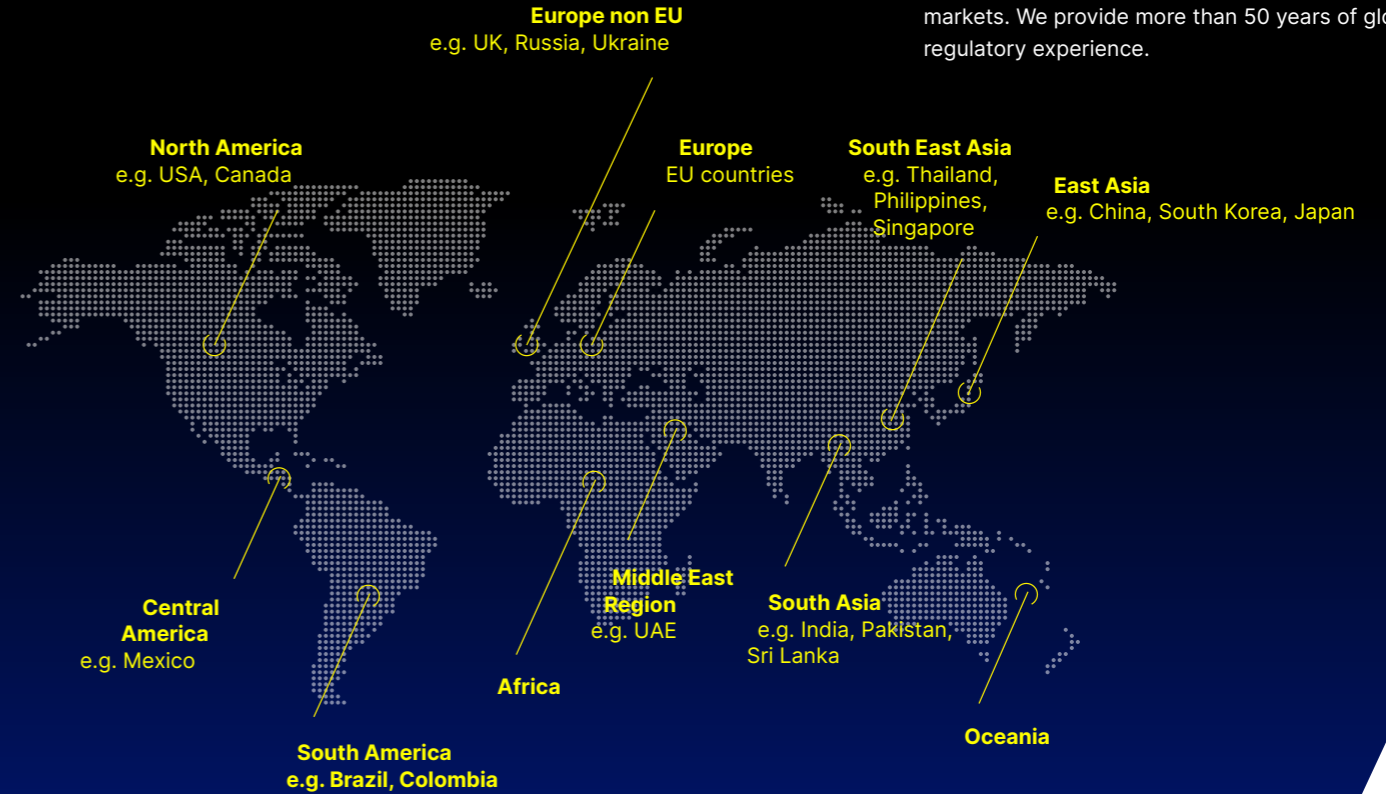 Europe non EU
e.g. UK, Russia, Ukraine
markets. We provide more than 50 years of
regulatory experience.
North America
e.g. USA, Canada
Europe
EU countries
South East Asia
e.g. Thailand,
Philippines,
Singapore
East Asia
e.g. China, South Korea, Japan
Central
America
e.g. Mexico
South America
e.g. Brazil, Colombia
Africa
Middle East
Region
e.g. UAE
South Asia
e.g. India, Pakistan,
Sri Lanka
Oceania